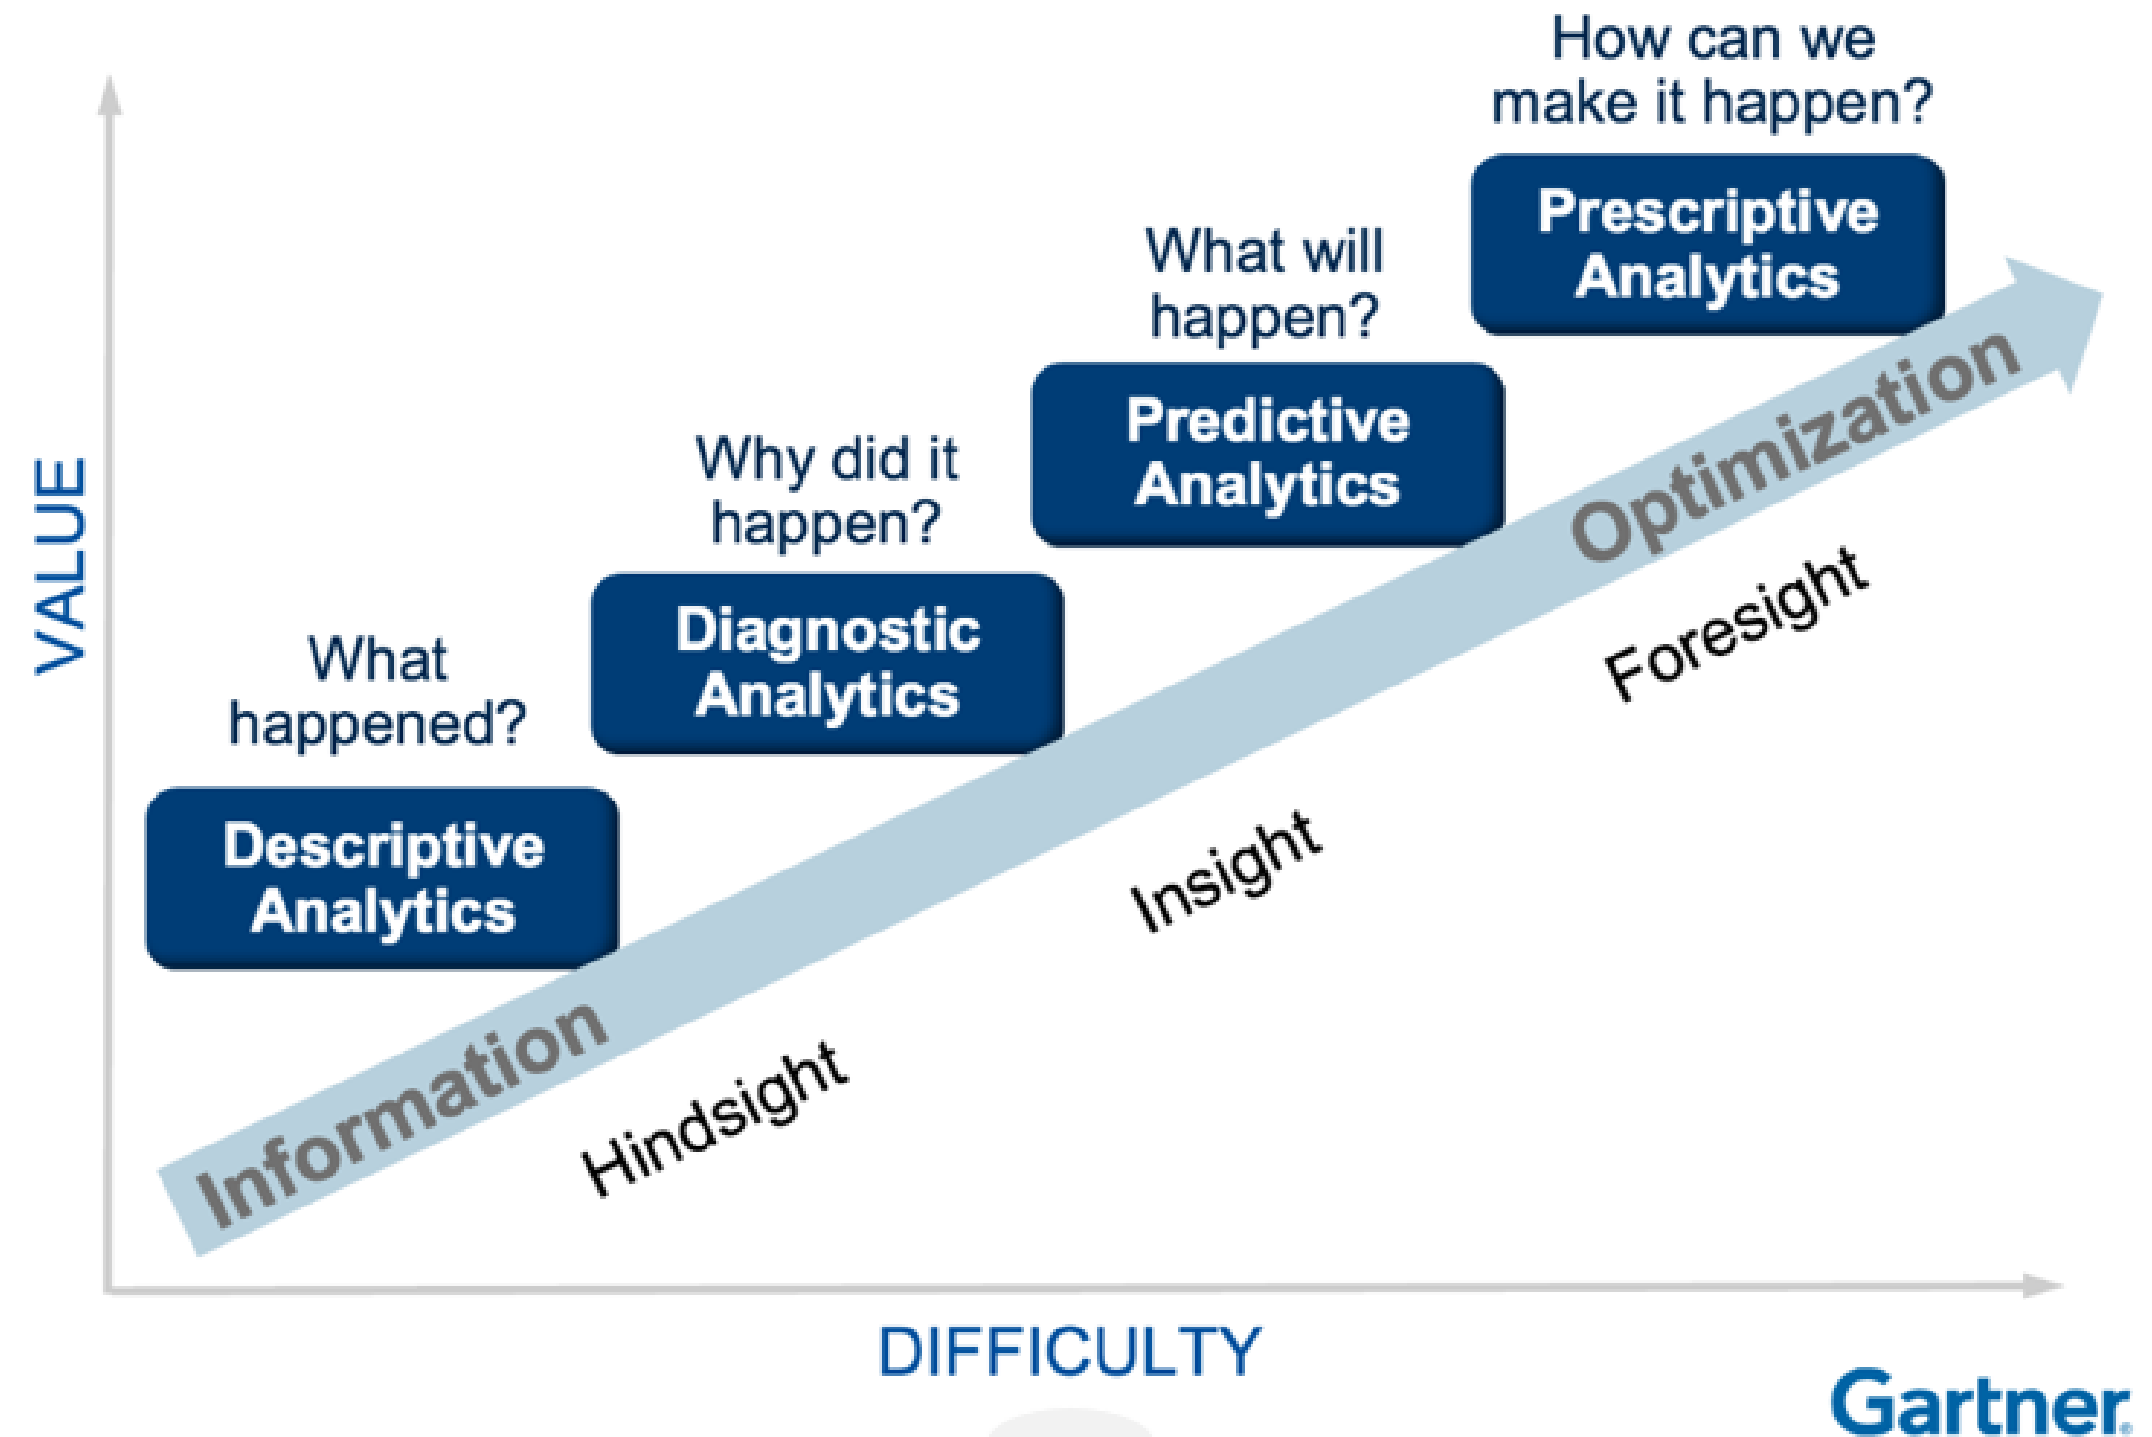 How can we
make it happen?
Prescriptive
Analytics
What will
happen?
Predictive
Analytics
Why did it
happen?
Diagnostic
Analytics
What
happened?
Descriptive
Analytics
VALUE
Information
Optimization
Hindsight
Insight
Foresight
DIFFICULTY
Gartner®